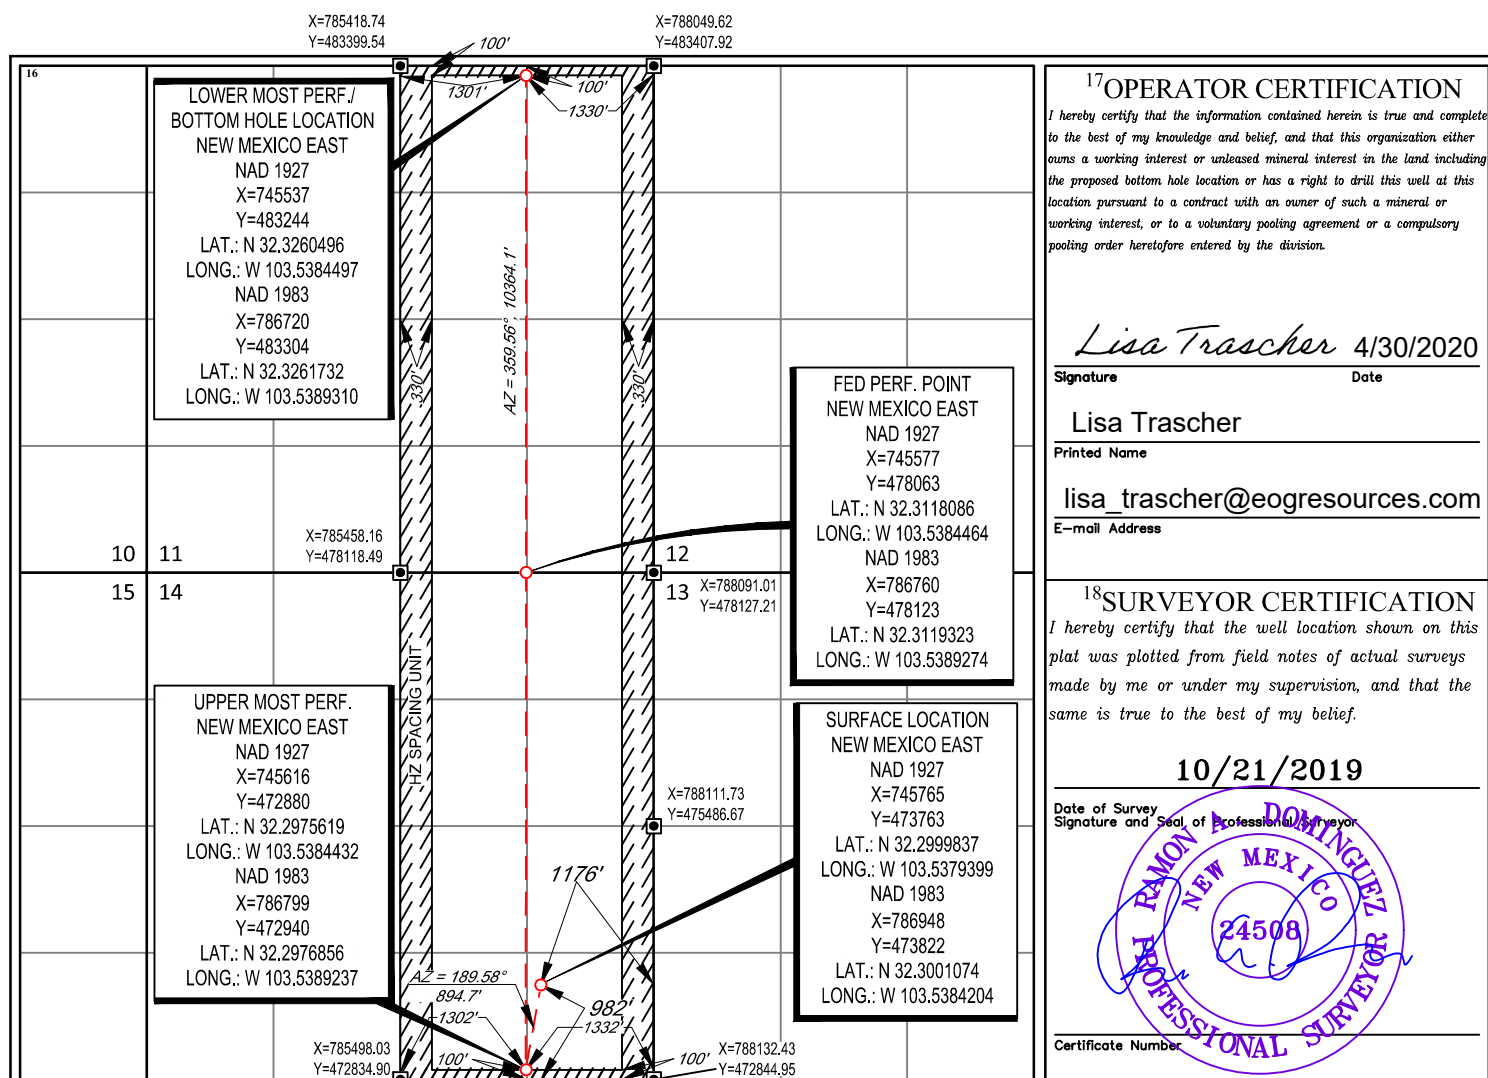 X=785418.74
Y=483399.54
X=788049.62
Y=483407.92
100'
16
1301'
100'
1330'
LOWER MOST PERF./
BOTTOM HOLE LOCATION
NEW MEXICO EAST
NAD 1927
X=745537
Y=483244
LAT.: N 32.3260496
LONG.: W 103.5384497
NAD 1983
X=786720
Y=483304
LAT.: N 32.3261732
LONG.: W 103.5389310
AZ = 359.56°, 10364.1'
330'
330'
FED PERF. POINT
NEW MEXICO EAST
NAD 1927
X=745577
Y=478063
LAT.: N 32.3118086
LONG.: W 103.5384464
NAD 1983
X=786760
Y=478123
LAT.: N 32.3119323
LONG.: W 103.5389274
X=785458.16
Y=478118.49
10
11
12
15
14
13
X=788091.01
Y=478127.21
HZ SPACING UNIT
UPPER MOST PERF.
NEW MEXICO EAST
NAD 1927
X=745616
Y=472880
LAT.: N 32.2975619
LONG.: W 103.5384432
NAD 1983
X=786799
Y=472940
LAT.: N 32.2976856
LONG.: W 103.5389237
SURFACE LOCATION
NEW MEXICO EAST
NAD 1927
X=745765
Y=473763
LAT.: N 32.2999837
LONG.: W 103.5379399
NAD 1983
X=786948
Y=473822
LAT.: N 32.3001074
LONG.: W 103.5384204
X=788111.73
Y=475486.67
1176'
AZ = 189.58°
894.7'
982'
1302'
1332'
X=785498.03
Y=472834.90
100'
100'
X=788132.43
Y=472844.95
17OPERATOR CERTIFICATION
I hereby certify that the information contained herein is true and complete
to the best of my knowledge and belief, and that this organization either
owns a working interest or unleased mineral interest in the land including
the proposed bottom hole location or has a right to drill this well at this
location pursuant to a contract with an owner of such a mineral or
working interest, or to a voluntary pooling agreement or a compulsory
pooling order heretofore entered by the division.
Lisa Trascher 4/30/2020
Signature Date
Lisa Trascher
Printed Name
lisa_trascher@eogresources.com
E-mail Address
18SURVEYOR CERTIFICATION
I hereby certify that the well location shown on this
plat was plotted from field notes of actual surveys
made by me or under my supervision, and that the
same is true to the best of my belief.
10/21/2019
Date of Survey
Signature and Seal of Professional Surveyor
RAMON A. DOMINGUEZ
NEW MEXICO
24508
PROFESSIONAL SURVEYOR
Certificate Number